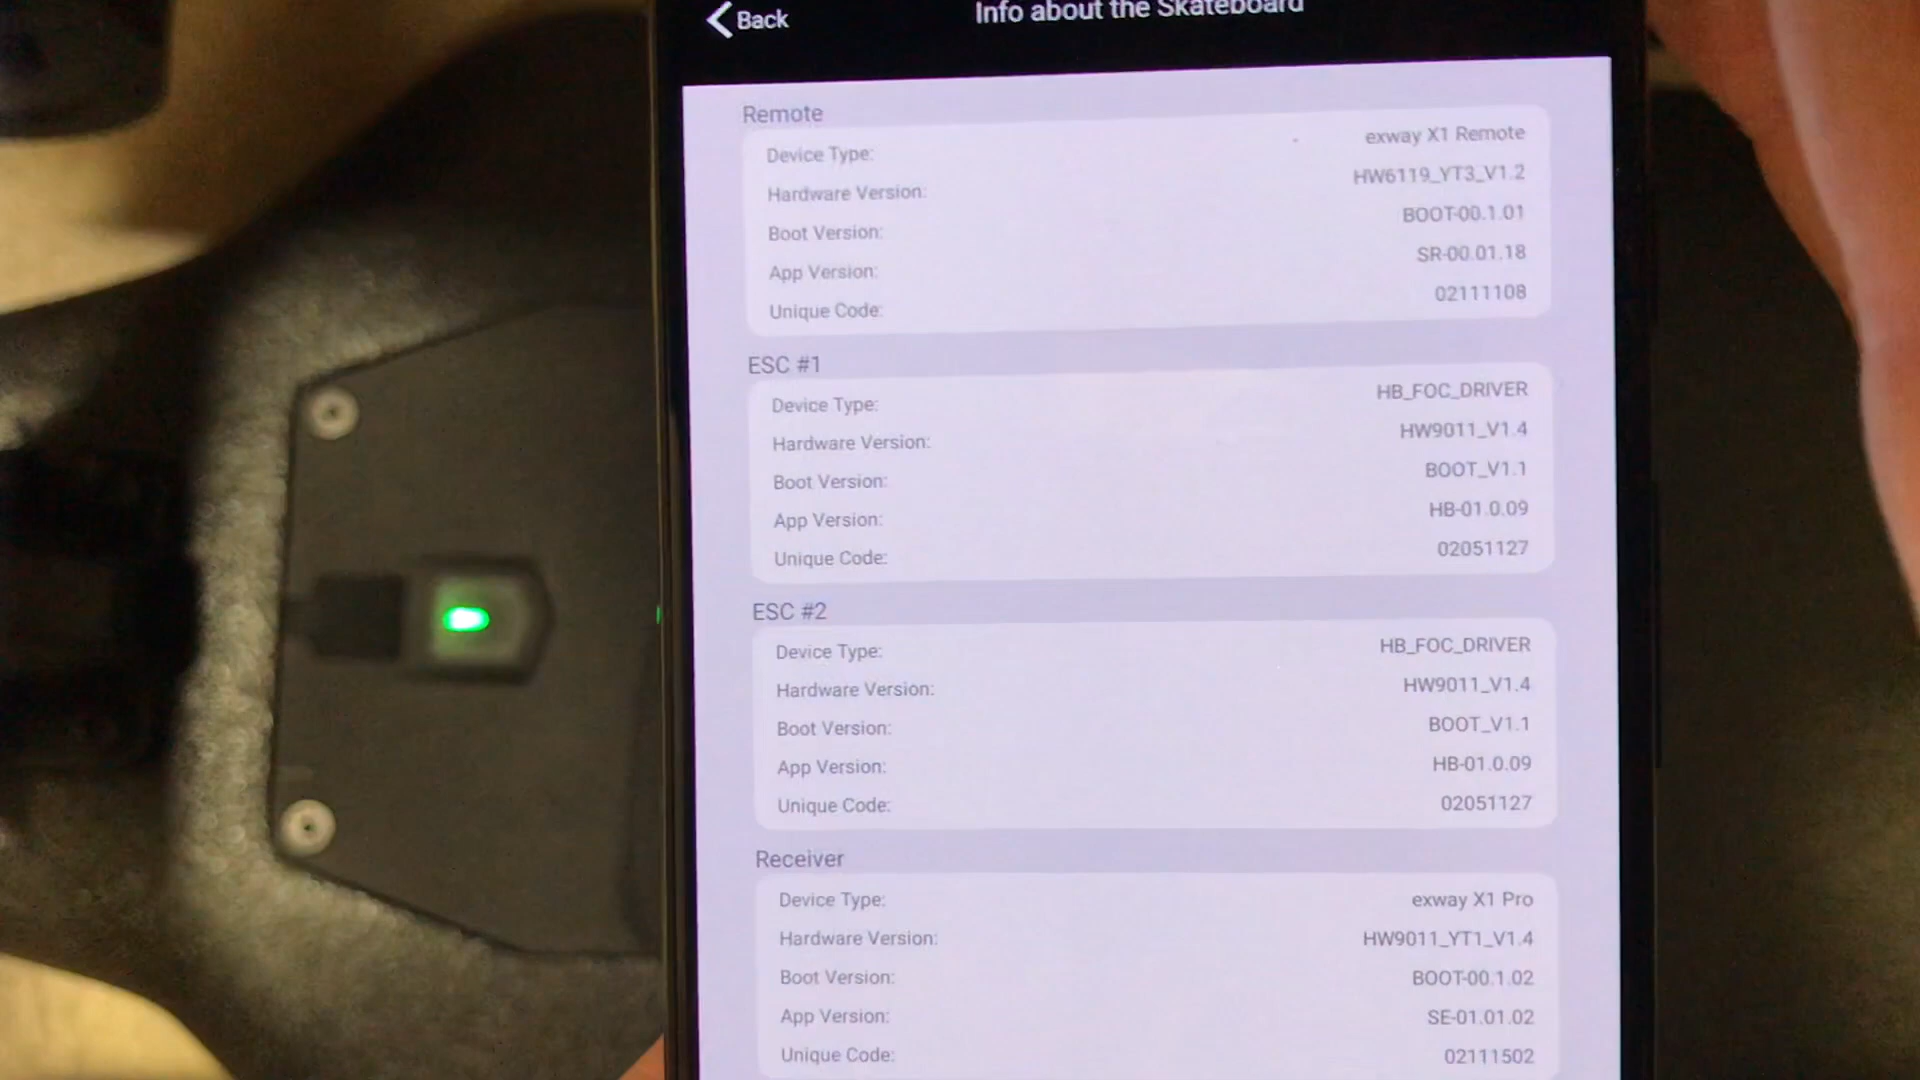 Back
Info about the Skateboard
Remote
Device Type: exway X1 Remote
Hardware Version: HW6119_YT3_V1.2
Boot Version: BOOT-00.1.01
App Version: SR-00.01.18
Unique Code: 02111108
ESC #1
Device Type: HB_FOC_DRIVER
Hardware Version: HW9011_V1.4
Boot Version: BOOT_V1.1
App Version: HB-01.0.09
Unique Code: 02051127
ESC #2
Device Type: HB_FOC_DRIVER
Hardware Version: HW9011_V1.4
Boot Version: BOOT_V1.1
App Version: HB-01.0.09
Unique Code: 02051127
Receiver
Device Type: exway X1 Pro
Hardware Version: HW9011_YT1_V1.4
Boot Version: BOOT-00.1.02
App Version: SE-01.01.02
Unique Code: 02111502